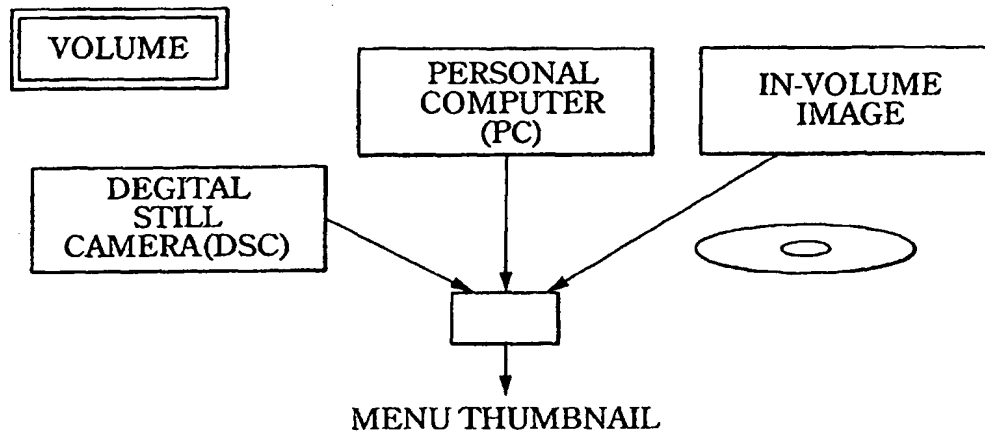 VOLUME
PERSONAL
COMPUTER
(PC)
IN-VOLUME
IMAGE
DEGITAL
STILL
CAMERA(DSC)
MENU THUMBNAIL